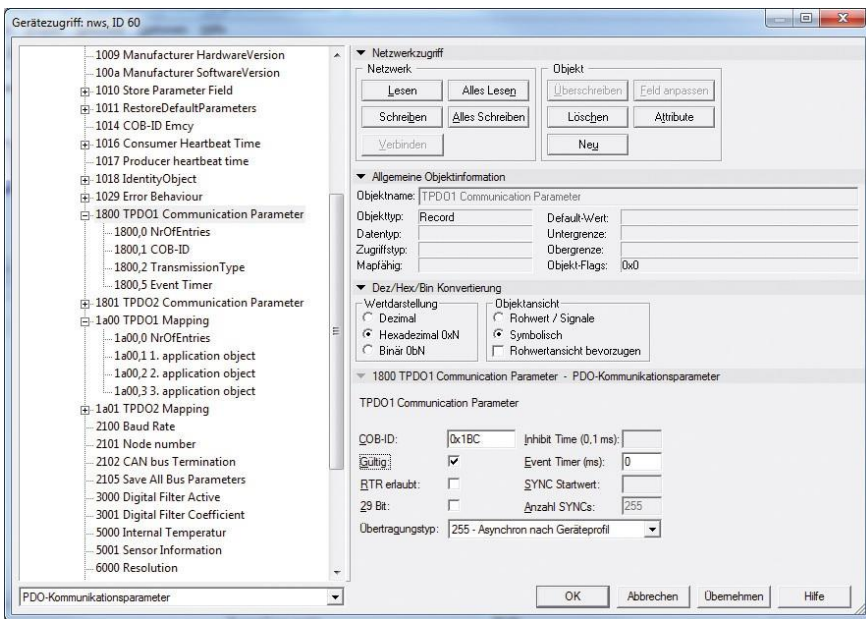 Gerätezugriff: nws, ID 60
1009 Manufacturer HardwareVersion
100a Manufacturer SoftwareVersion
1010 Store Parameter Field
1011 RestoreDefaultParameters
1014 COB-ID Emcy
1016 Consumer Heartbeat Time
1017 Producer heartbeat time
1018 IdentityObject
1029 Error Behaviour
1800 TPDO1 Communication Parameter
1800,0 NrOfEntries
1800,1 COB-ID
1800,2 TransmissionType
1800,5 Event Timer
1801 TPDO2 Communication Parameter
1a00 TPDO1 Mapping
1a00,0 NrOfEntries
1a00,1 1. application object
1a00,2 2. application object
1a00,3 3. application object
1a01 TPDO2 Mapping
2100 Baud Rate
2101 Node number
2102 CAN bus Termination
2105 Save All Bus Parameters
3000 Digital Filter Active
3001 Digital Filter Coefficient
5000 Internal Temperatur
5001 Sensor Information
6000 Resolution
PDO-Kommunikationsparameter
Netzwerkzugriff
Netzwerk
Lesen Alles Lesen
Schreiben Alles Schreiben
Verbinden
Objekt
Überschreiben Feld anpassen
Löschen Attribute
Neu
Allgemeine Objektinformation
Objektname: TPDO1 Communication Parameter
Objekttyp: Record Default-Wert:
Datentyp: Untergrenze:
Zugriffstyp: Obergrenze:
Mapfähig: Objekt-Flags: 0x0
Dez/Hex/Bin Konvertierung
Wertdarstellung
Dezimal
Hexadezimal 0xN
Binär 0bN
Objektansicht
Rohwert / Signale
Symbolisch
Rohwertansicht bevorzugen
1800 TPDO1 Communication Parameter - PDO-Kommunikationsparameter
TPDO1 Communication Parameter
COB-ID: 0x1BC Inhibit Time (0,1 ms):
Gültig: Event Timer (ms): 0
RTR erlaubt: SYNC Startwert:
29 Bit: Anzahl SYNCs: 255
Übertragungstyp: 255 - Asynchron nach Geräteprofil
OK Abbrechen Übernehmen Hilfe